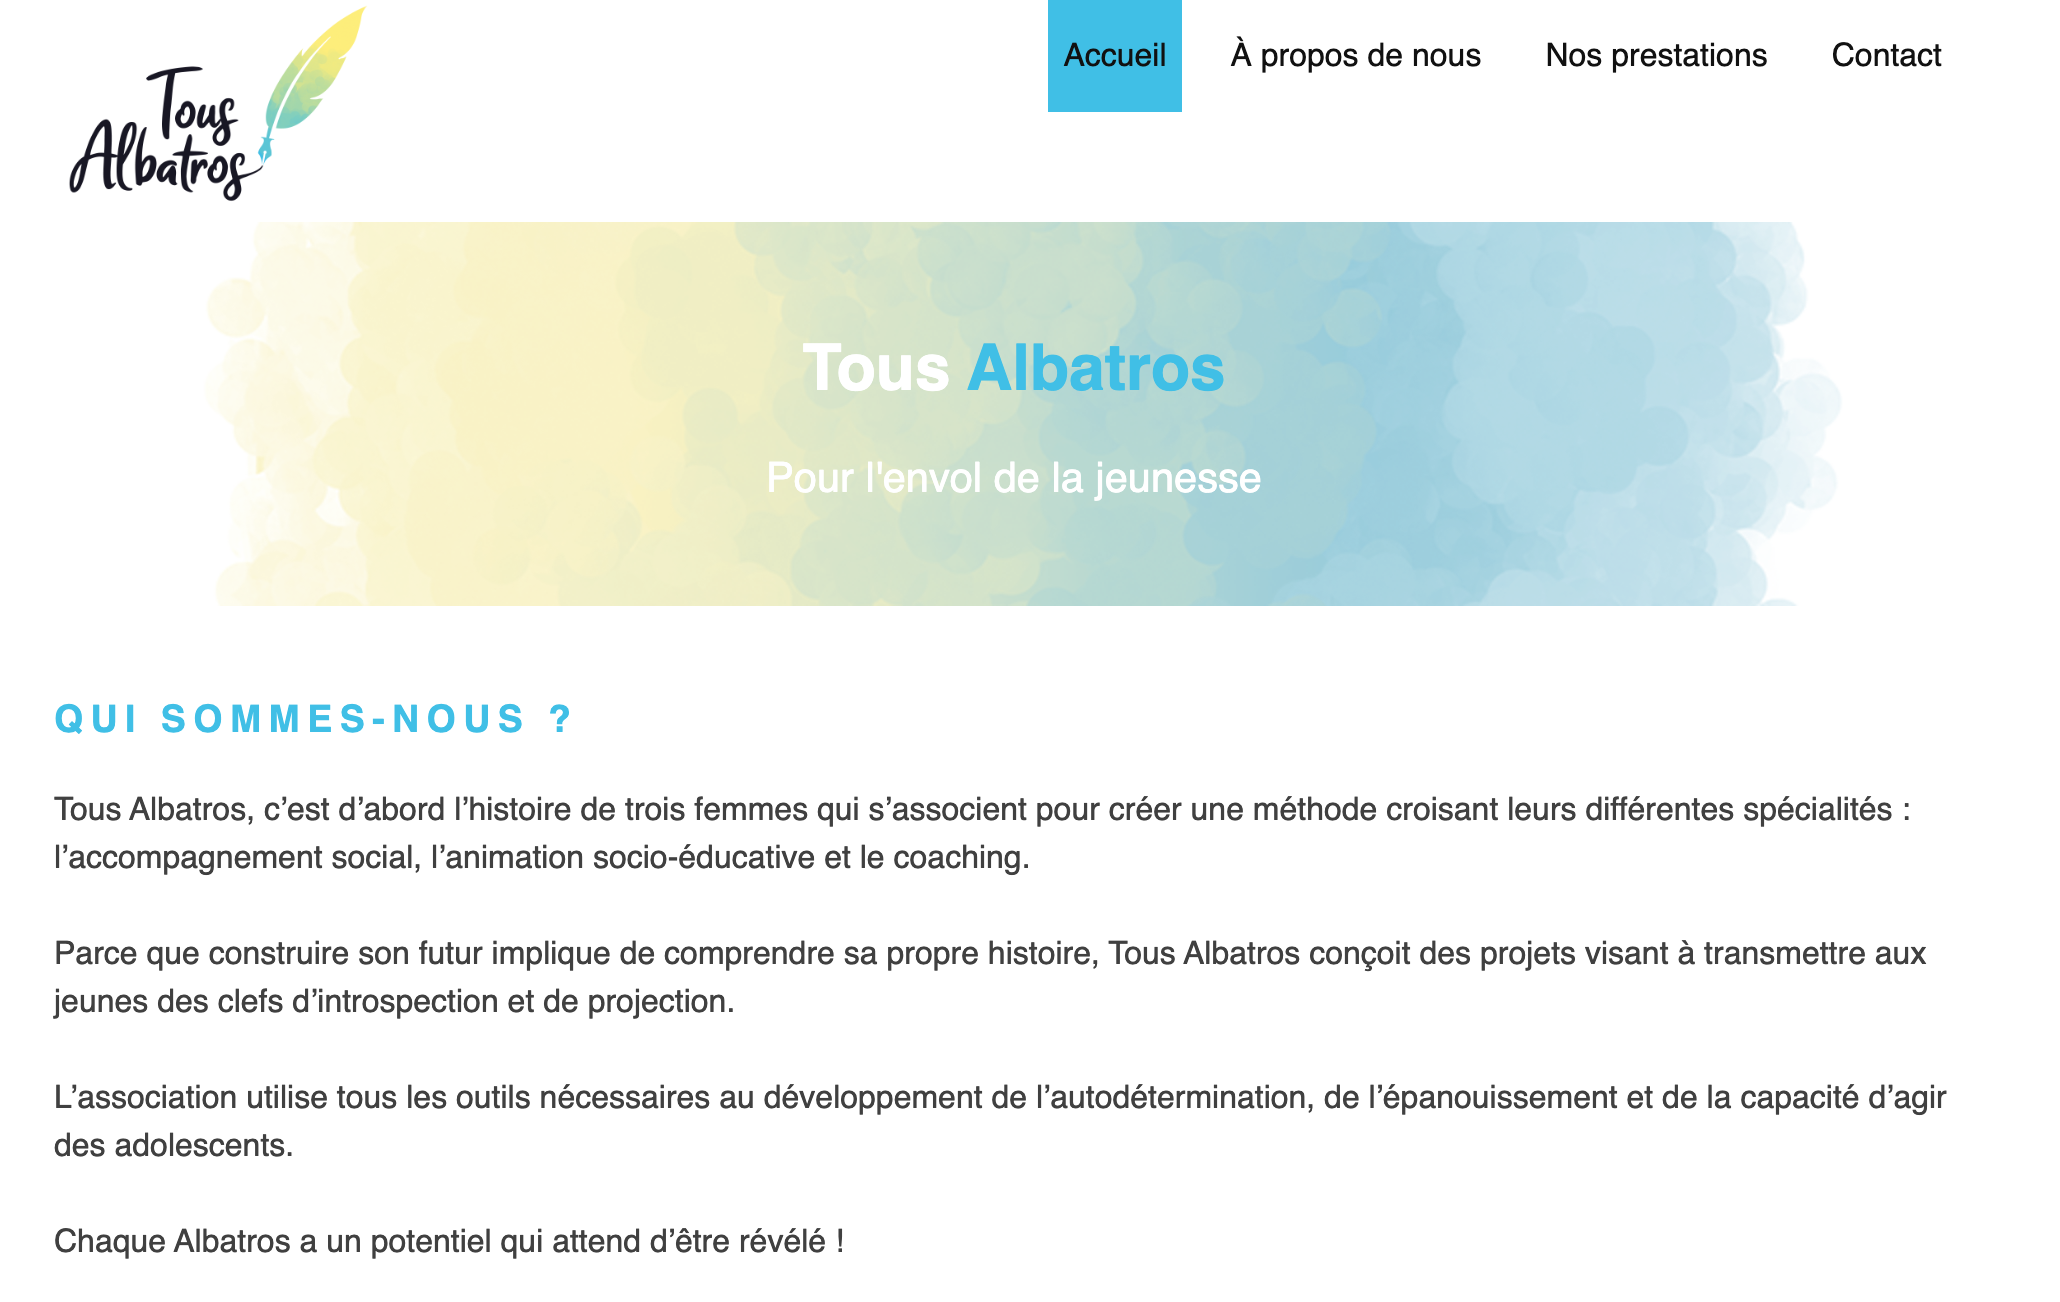 Tous
Albatros
Accueil
À propos de nous
Nos prestations
Contact
Tous Albatros
Pour l'envol de la jeunesse
QUI SOMMES-NOUS ?
Tous Albatros, c’est d’abord l’histoire de trois femmes qui s’associent pour créer une méthode croisant leurs différentes spécialités :
l’accompagnement social, l’animation socio-éducative et le coaching.
Parce que construire son futur implique de comprendre sa propre histoire, Tous Albatros conçoit des projets visant à transmettre aux
jeunes des clefs d’introspection et de projection.
L’association utilise tous les outils nécessaires au développement de l’autodétermination, de l’épanouissement et de la capacité d’agir
des adolescents.
Chaque Albatros a un potentiel qui attend d’être révélé !